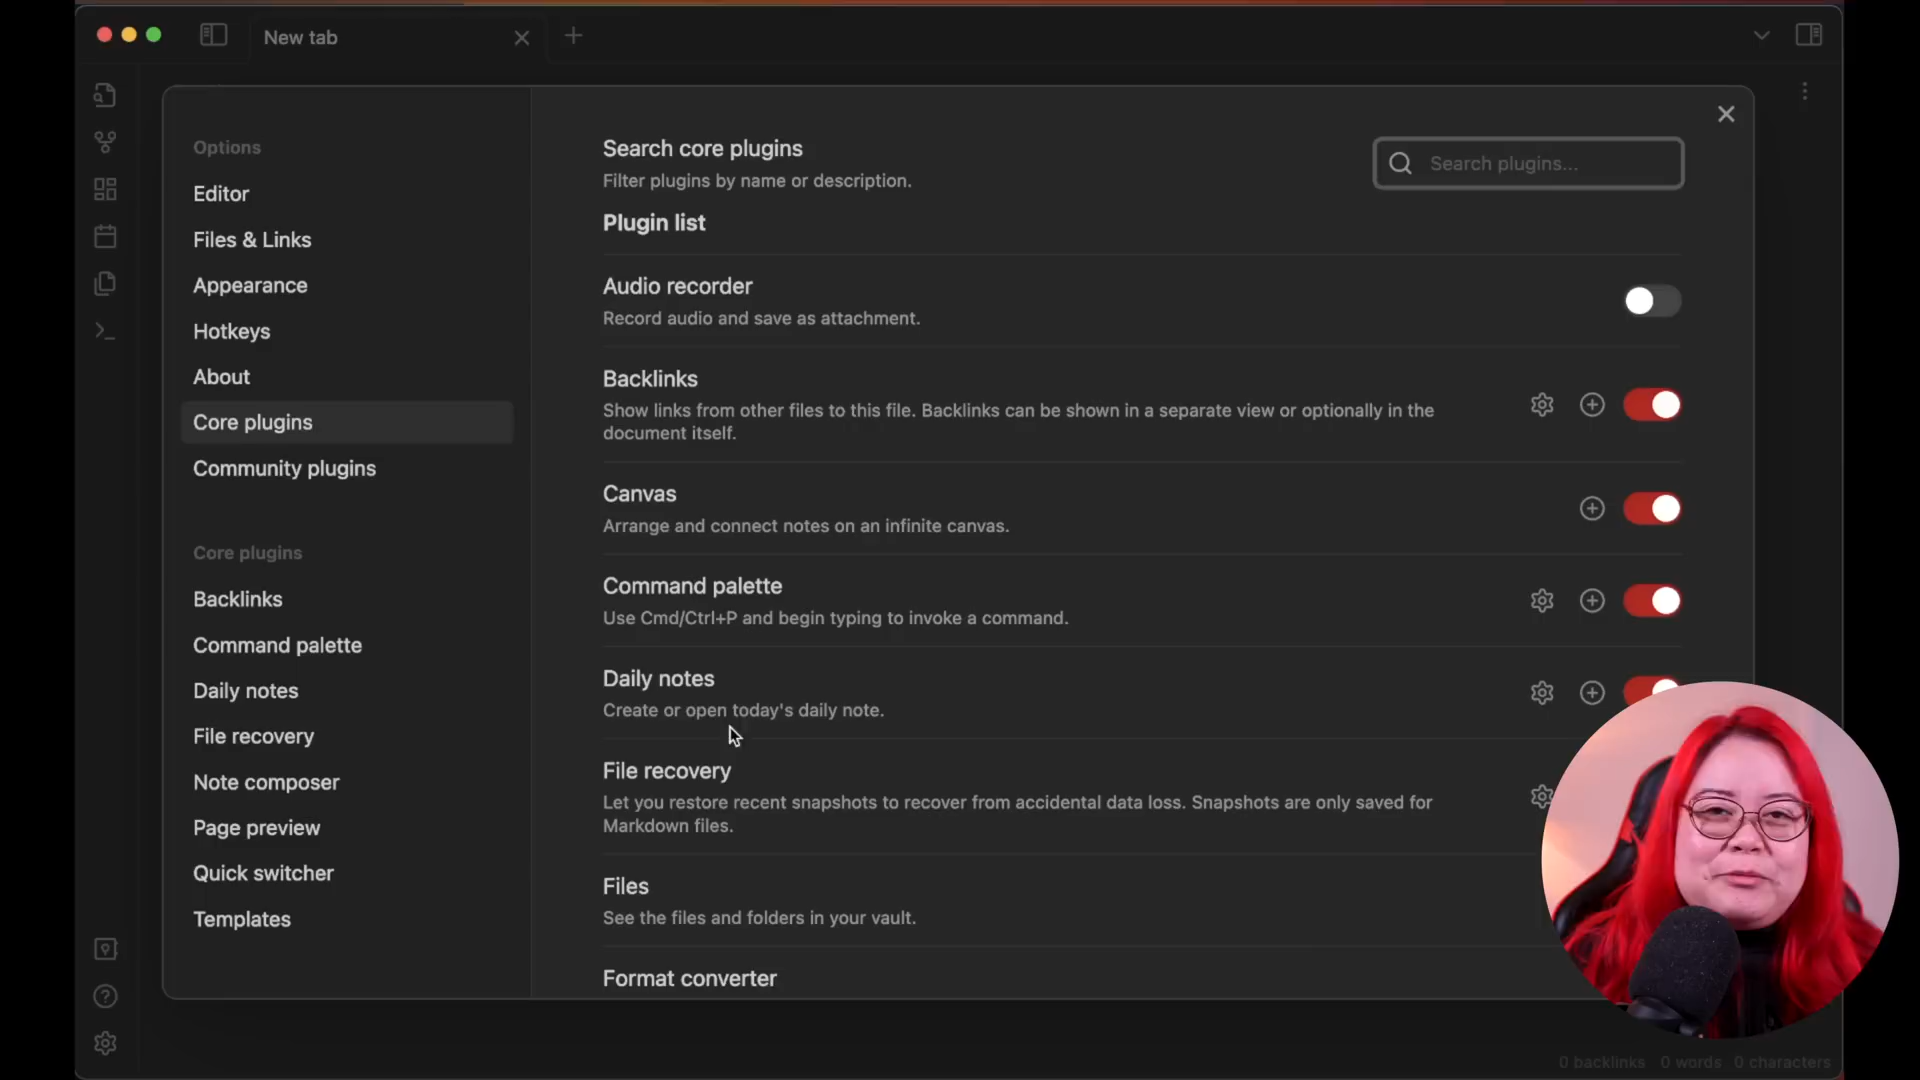 New tab
Options
Editor
Files & Links
Appearance
Hotkeys
About
Core plugins
Community plugins
Core plugins
Backlinks
Command palette
Daily notes
File recovery
Note composer
Page preview
Quick switcher
Templates
Search core plugins
Filter plugins by name or description.
Search plugins...
Plugin list
Audio recorder
Record audio and save as attachment.
Backlinks
Show links from other files to this file. Backlinks can be shown in a separate view or optionally in the
document itself.
Canvas
Arrange and connect notes on an infinite canvas.
Command palette
Use Cmd/Ctrl+P and begin typing to invoke a command.
Daily notes
Create or open today's daily note.
File recovery
Let you restore recent snapshots to recover from accidental data loss. Snapshots are only saved for
Markdown files.
Files
See the files and folders in your vault.
Format converter
0 backlinks 0 words 0 characters